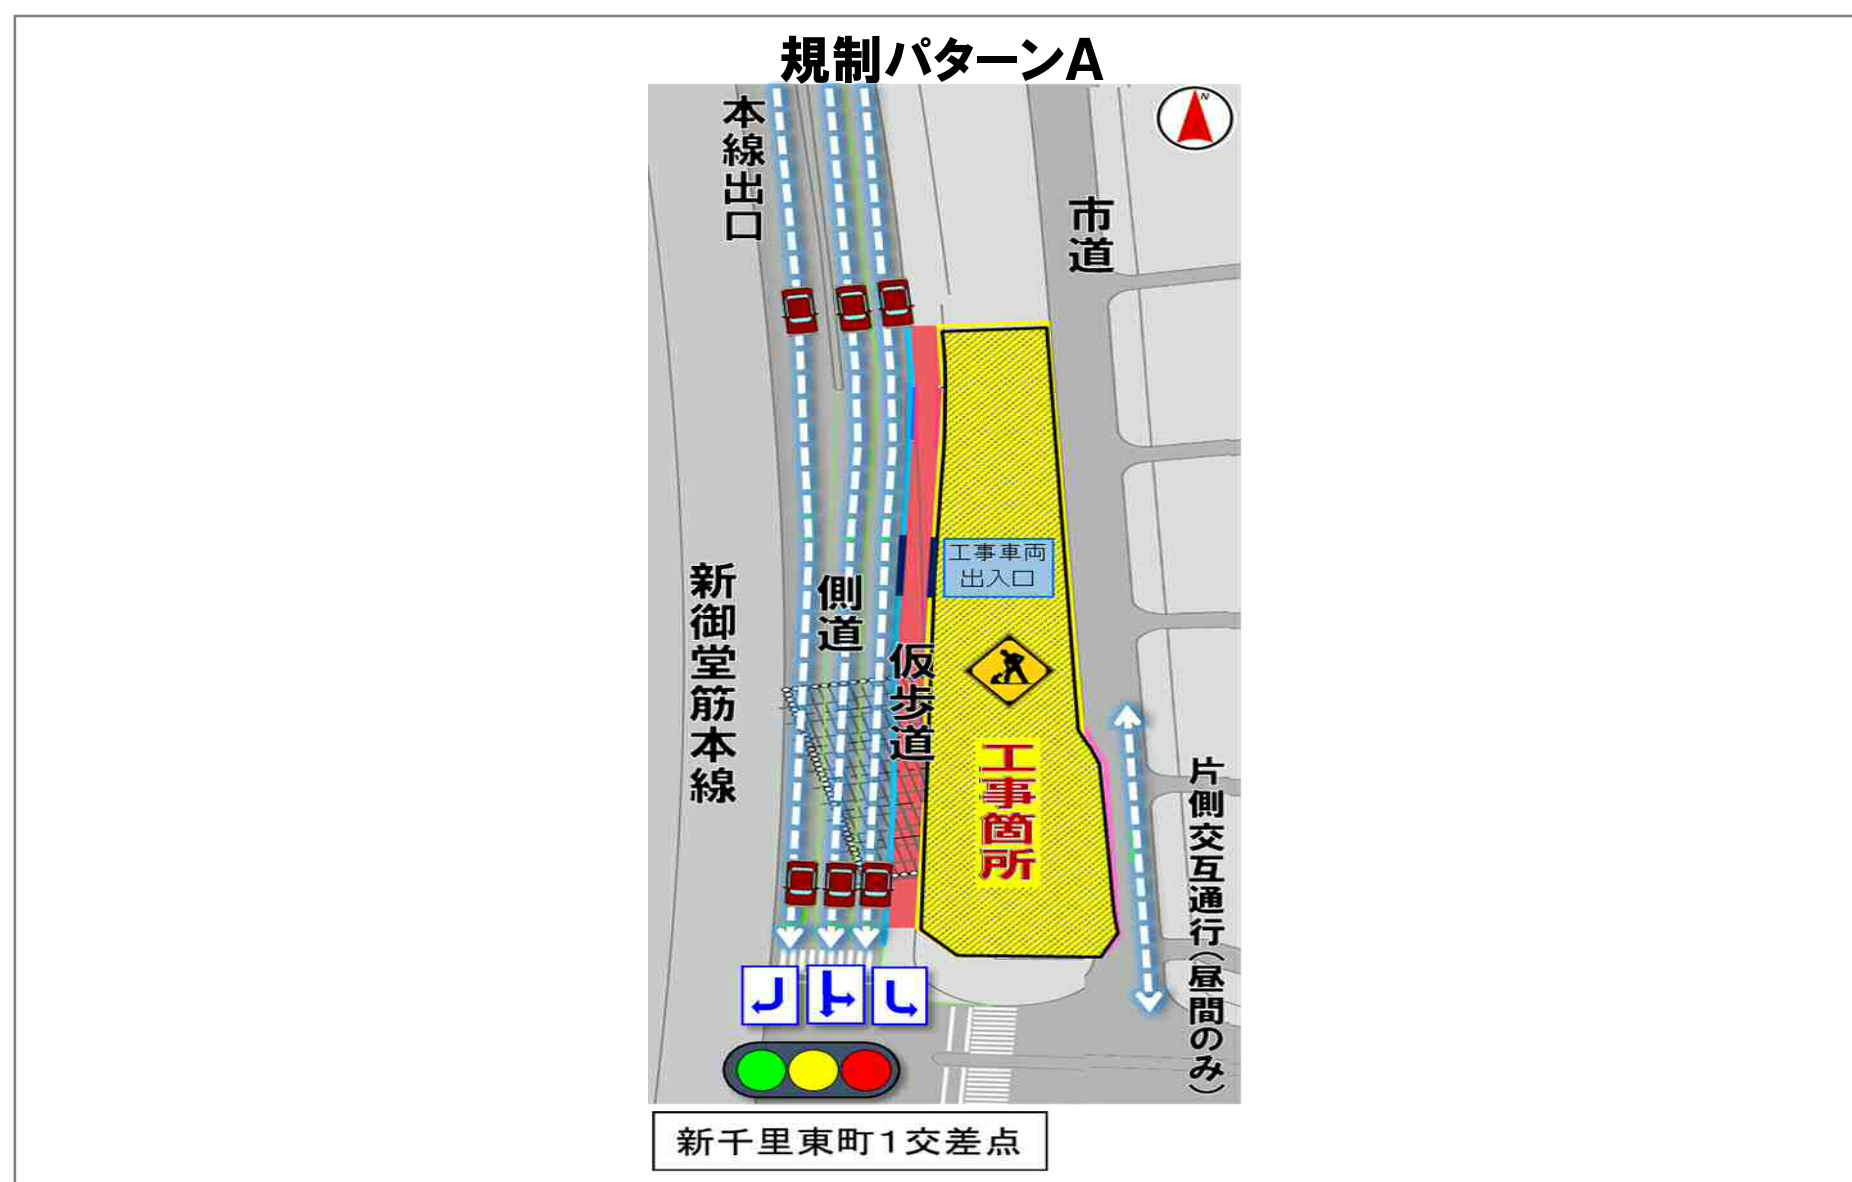 規制パターンA
N
本線出口
市道
工事車両
出入口
側道
新御堂筋本線
仮歩道
工事箇所
片側交互通行(昼間のみ)
新千里東町1交差点